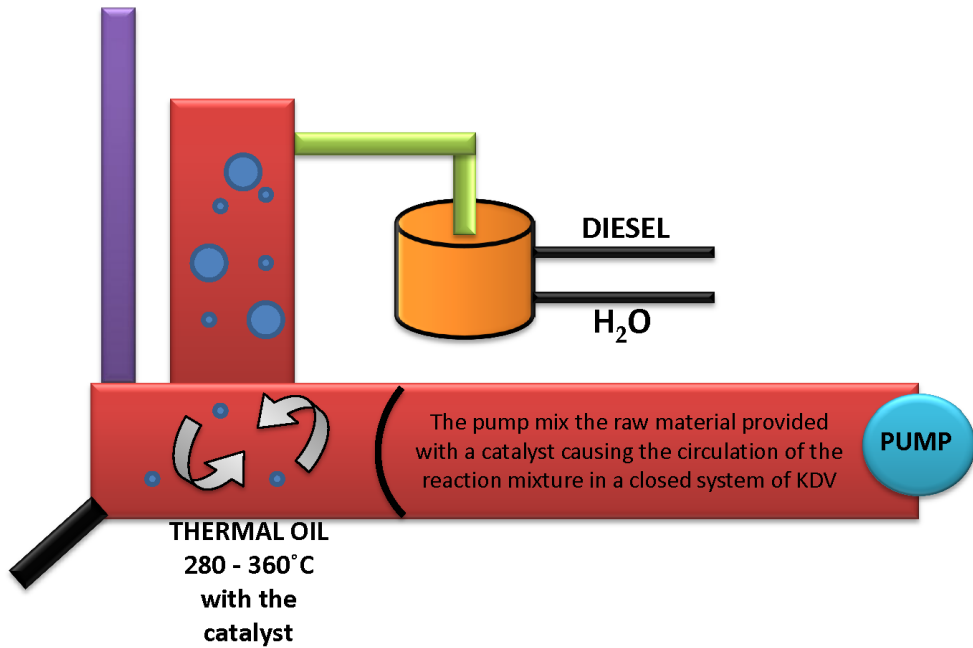 DIESEL
H₂O
The pump mix the raw material provided
with a catalyst causing the circulation of the
reaction mixture in a closed system of KDV
PUMP
THERMAL OIL
280 - 360˚C
with the
catalyst